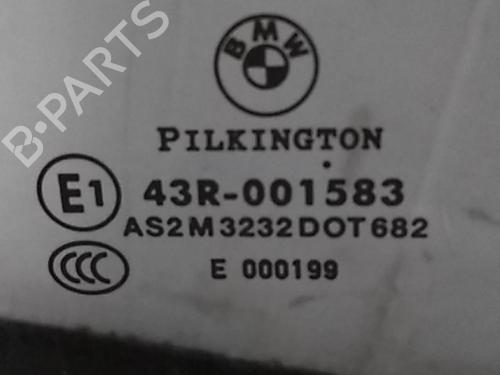 BMW
PILKINGTON
E1 43R-001583
AS2M3232DOT682
CCC E 000199
B-PARTS